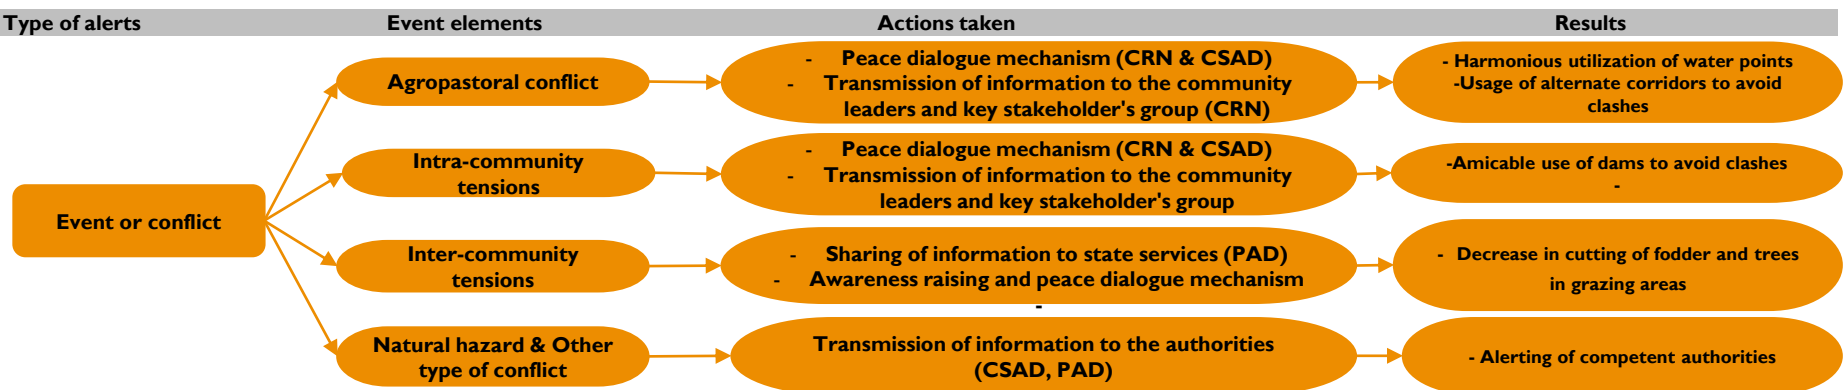 Type of alerts Event elements Actions taken Results
Event or conflict
Agropastoral conflict
- Peace dialogue mechanism (CRN & CSAD)
- Transmission of information to the community
leaders and key stakeholder's group (CRN)
- Harmonious utilization of water points
-Usage of alternate corridors to avoid
clashes
Intra-community
tensions
- Peace dialogue mechanism (CRN & CSAD)
- Transmission of information to the community
leaders and key stakeholder's group
-Amicable use of dams to avoid clashes
-
Inter-community
tensions
- Sharing of information to state services (PAD)
- Awareness raising and peace dialogue mechanism
-
- Decrease in cutting of fodder and trees
in grazing areas
Natural hazard & Other
type of conflict
Transmission of information to the authorities
(CSAD, PAD)
- Alerting of competent authorities